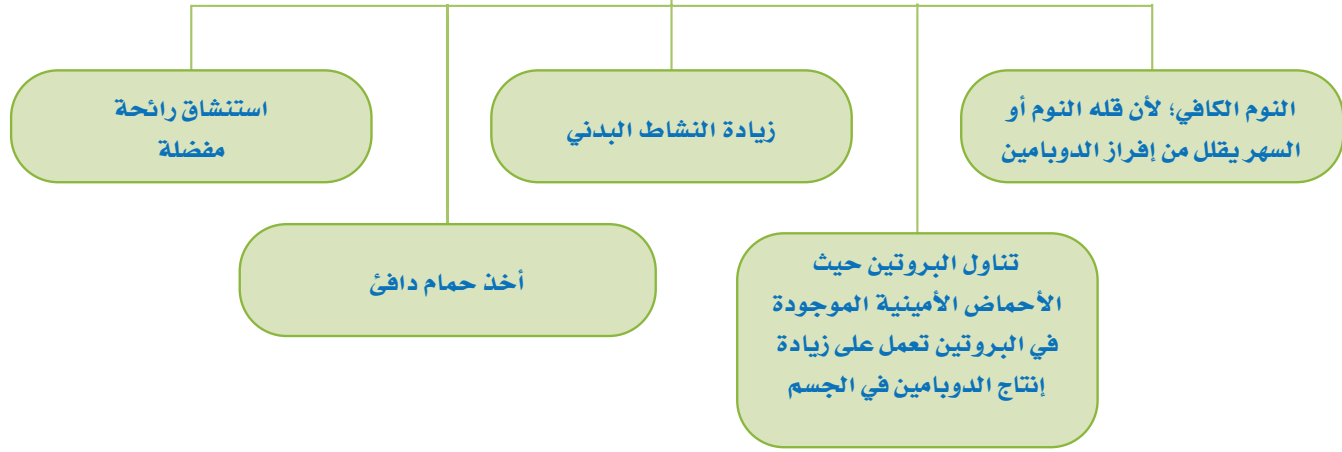 النوم الكافي؛ لأن قله النوم أو
السهر يقلل من إفراز الدوبامين
زيادة النشاط البدني
استنشاق رائحة
مفضلة
تناول البروتين حيث
الأحماض الأمينية الموجودة
في البروتين تعمل على زيادة
إنتاج الدوبامين في الجسم
أخذ حمام دافئ